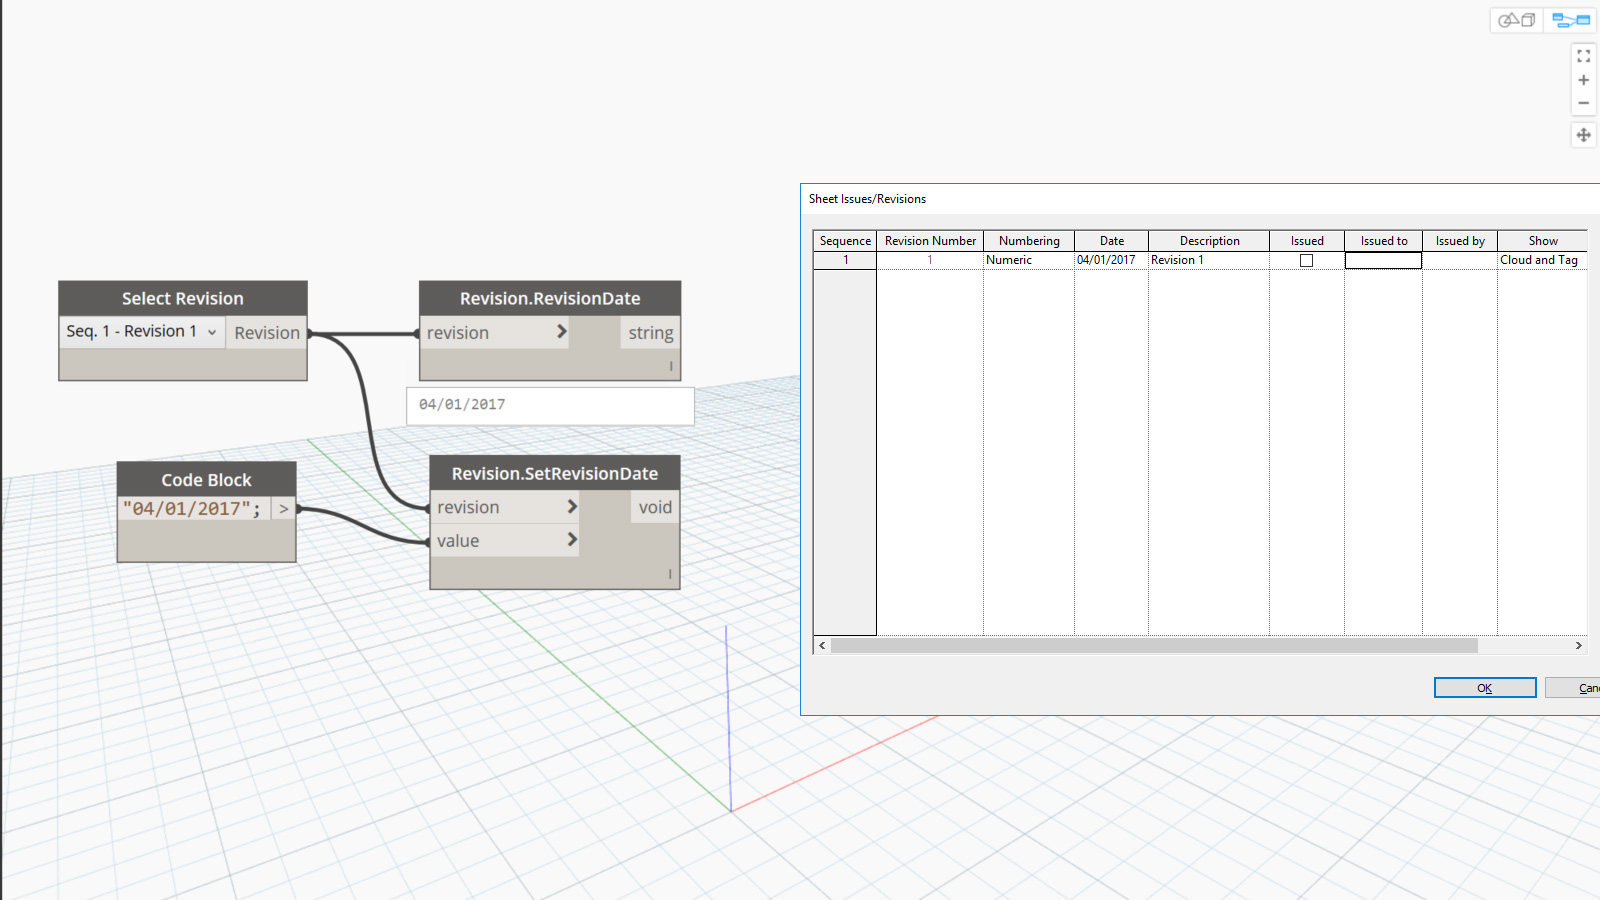 Select Revision
Seq. 1 - Revision 1
Revision
Revision.RevisionDate
revision
string
04/01/2017
Code Block
"04/01/2017";
>
Revision.SetRevisionDate
revision
void
value
Sheet Issues/Revisions
Sequence Revision Number Numbering Date Description Issued Issued to Issued by Show
1 1 Numeric 04/01/2017 Revision 1 Cloud and Tag
OK
Canc